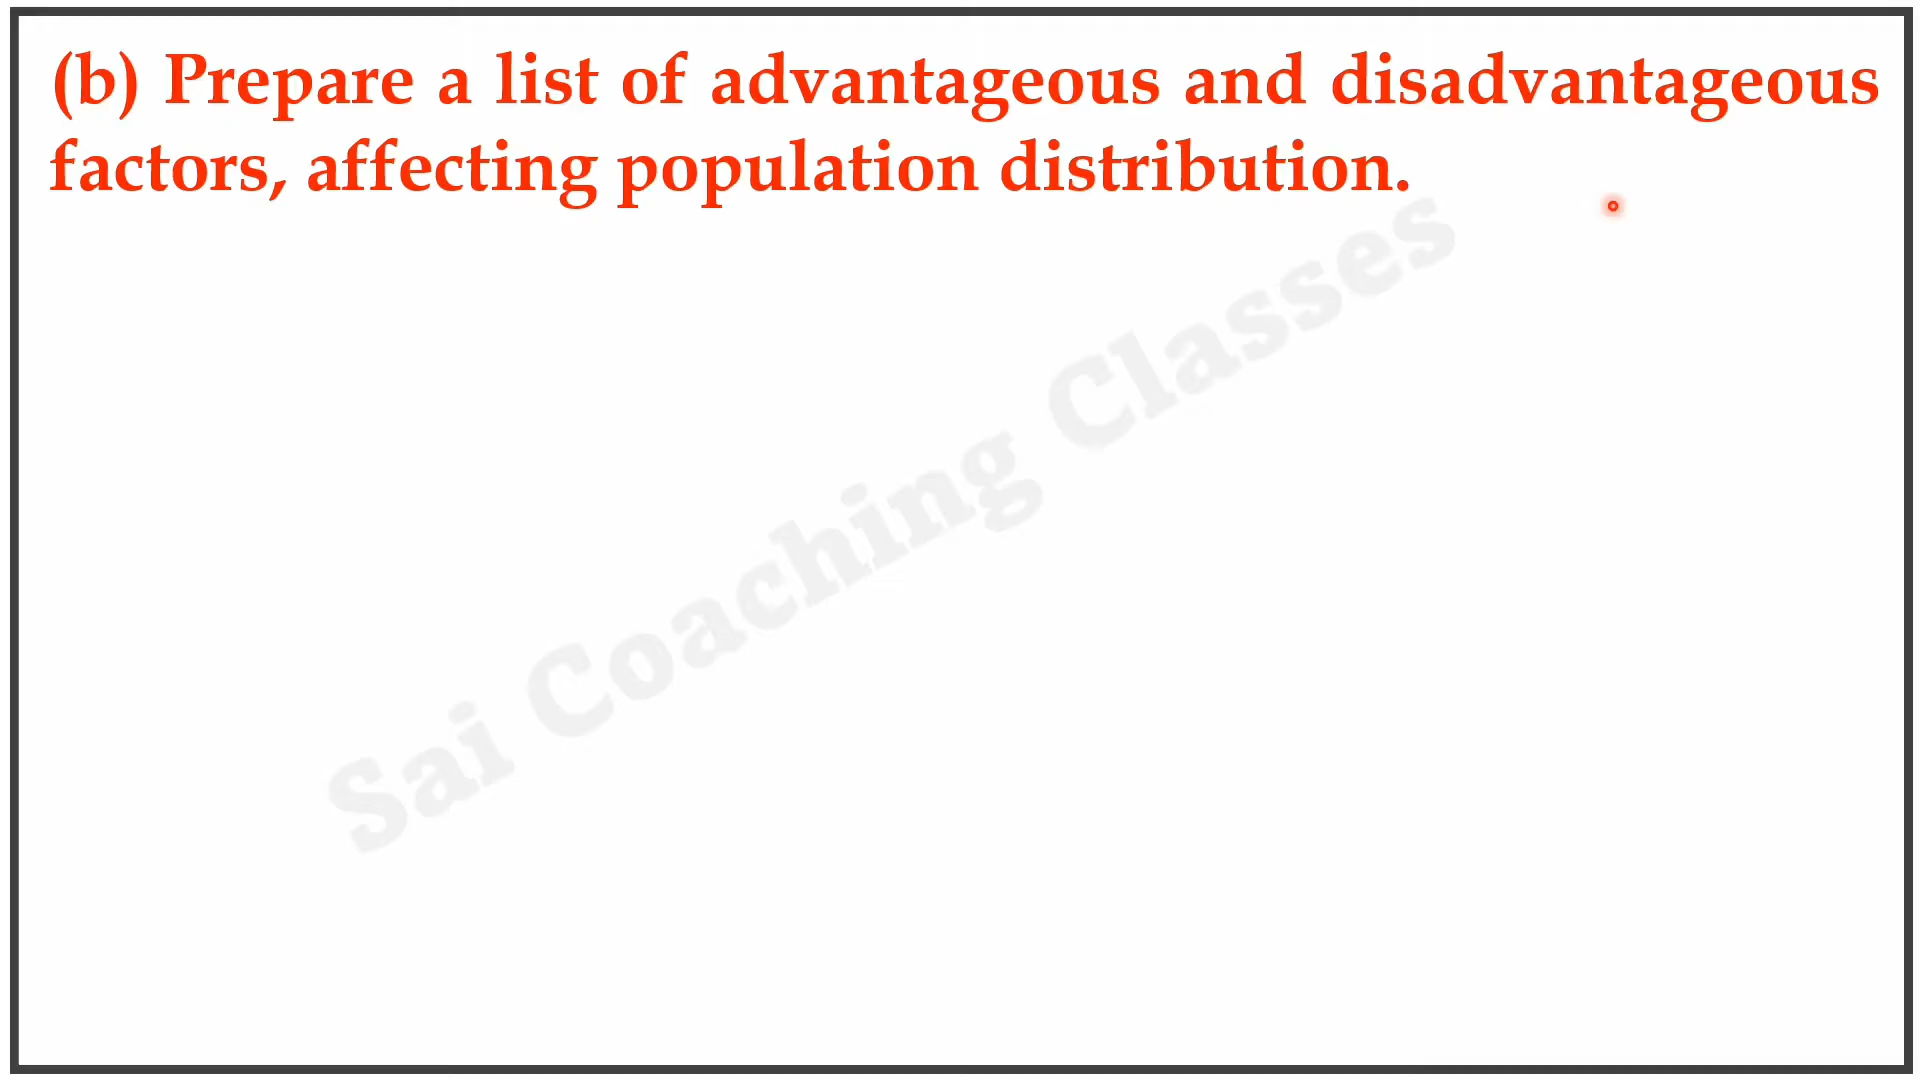 (b) Prepare a list of advantageous and disadvantageous
factors, affecting population distribution.
Sai Coaching Classes